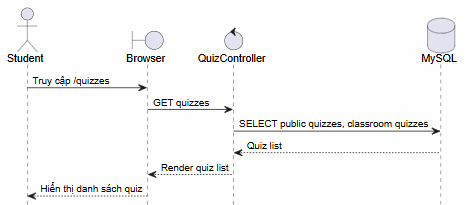 Student
Browser
QuizController
MySQL
Truy cập /quizzes
GET quizzes
SELECT public quizzes, classroom quizzes
Quiz list
Render quiz list
Hiển thị danh sách quiz